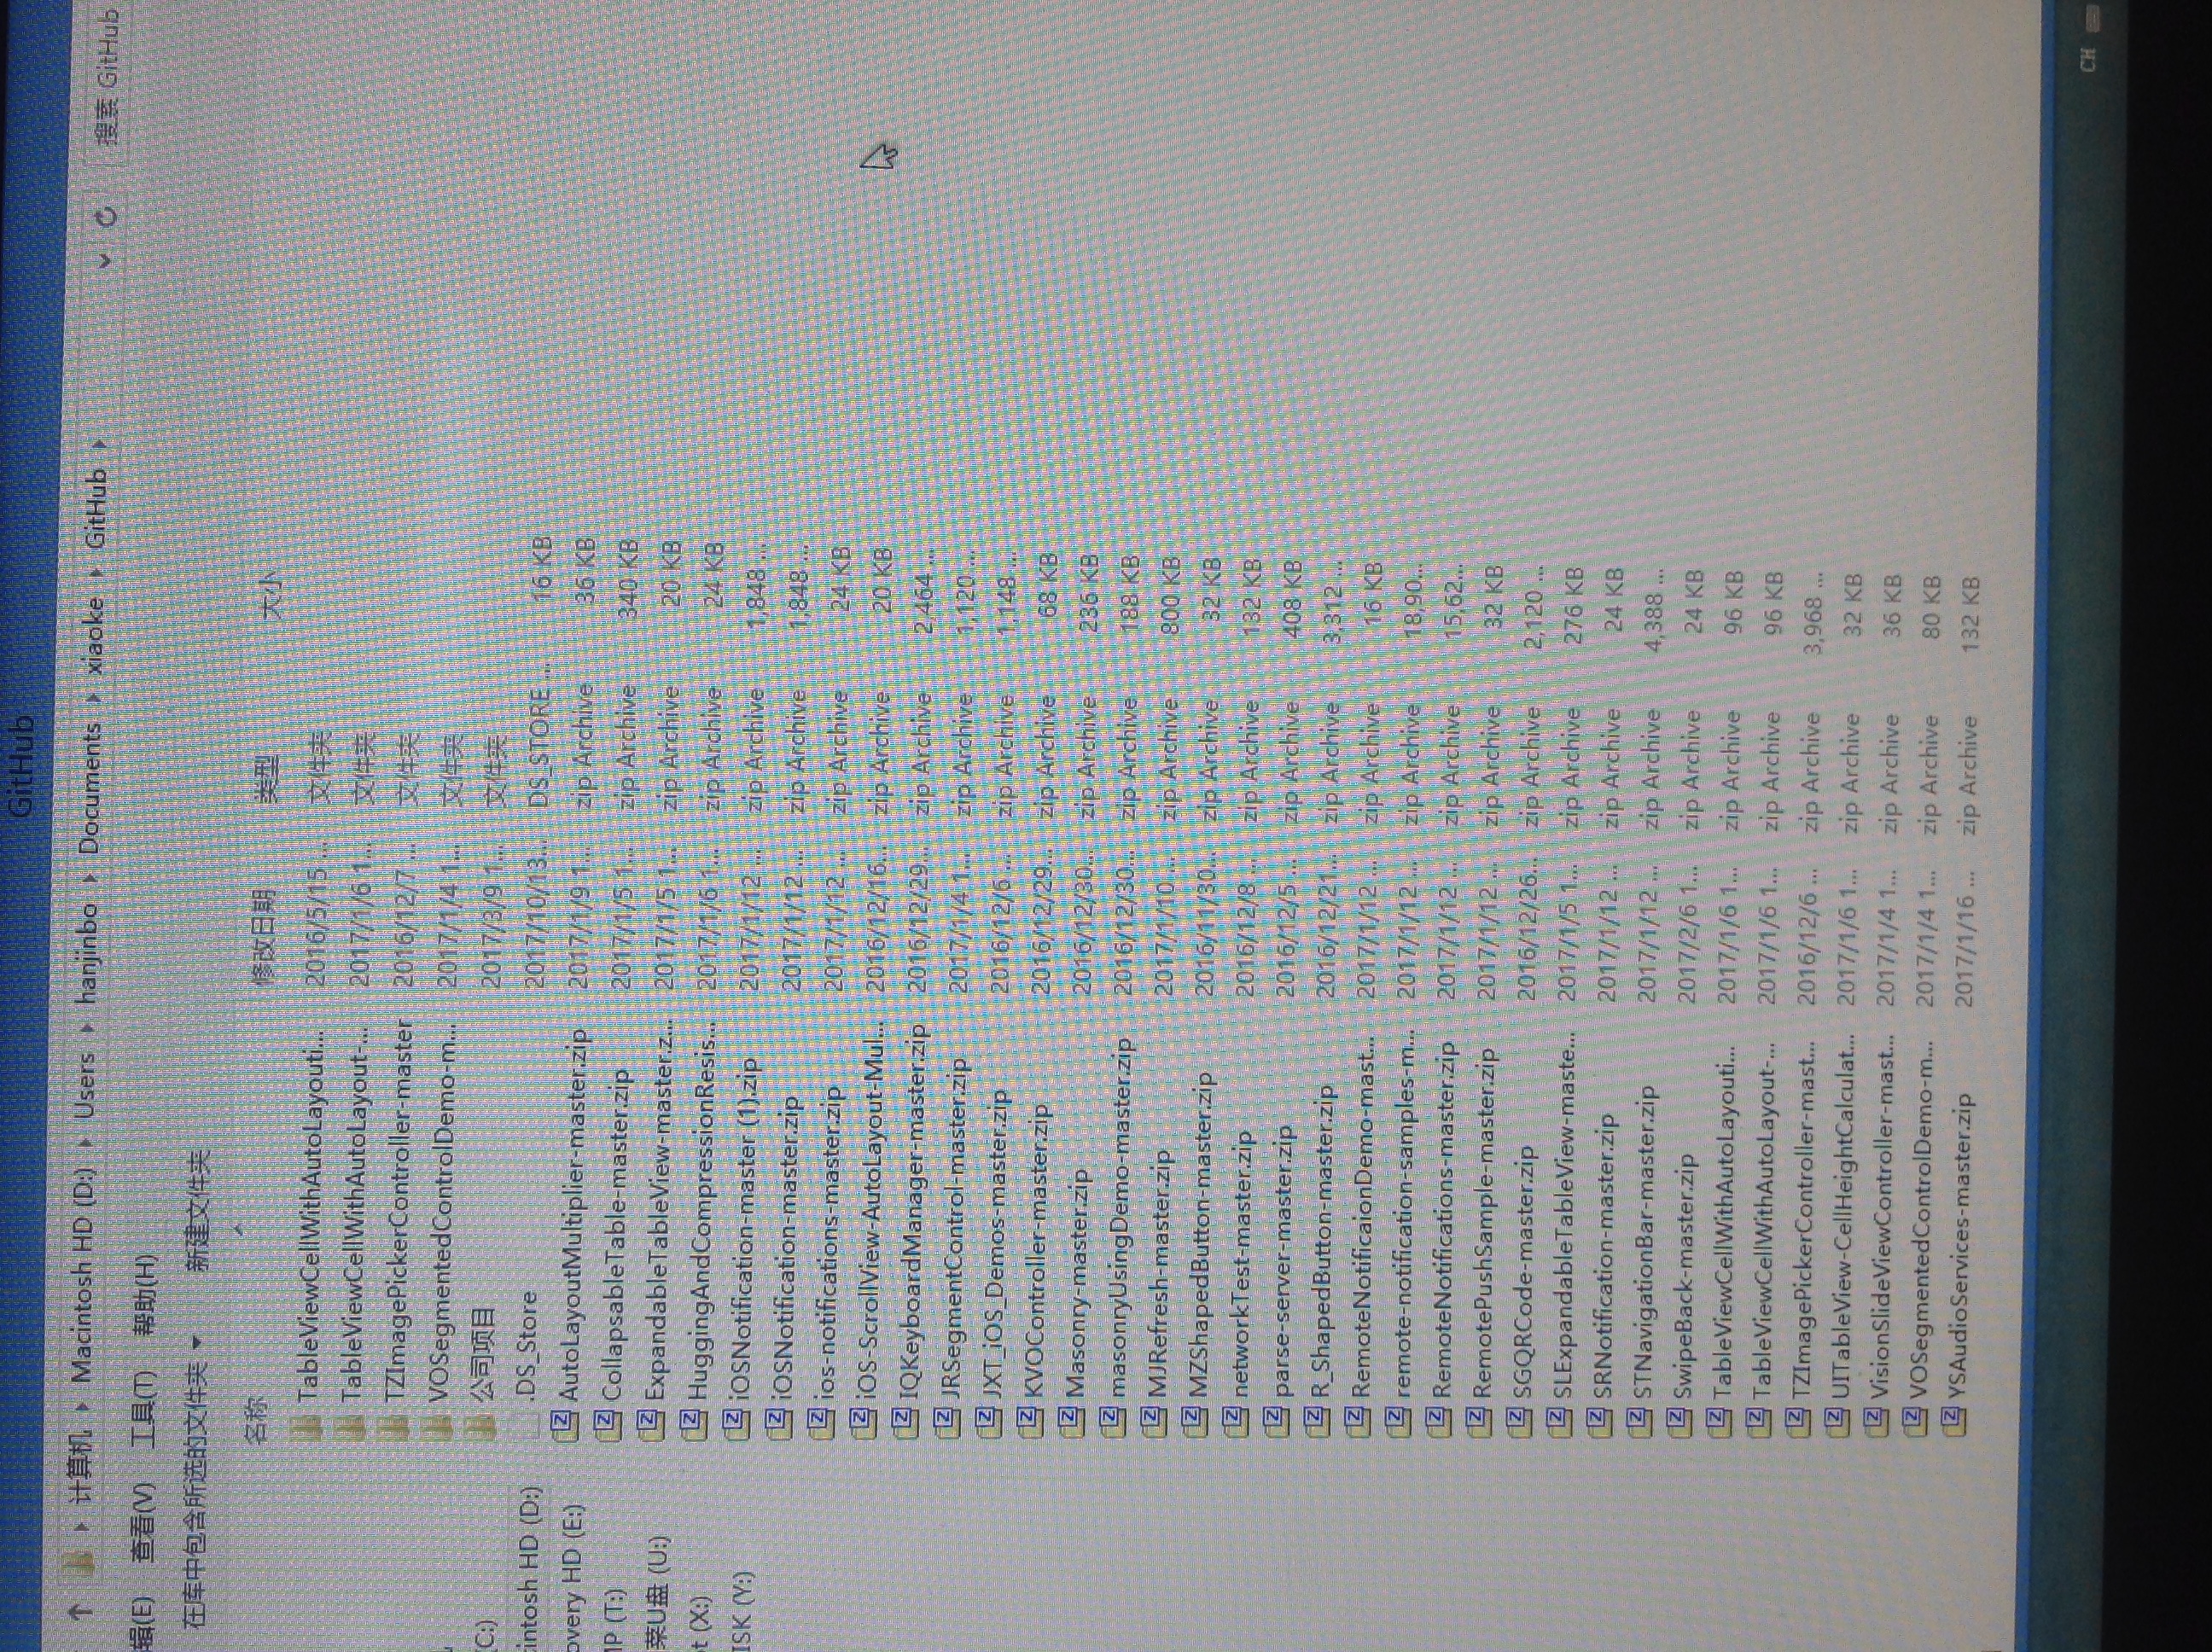 GitHub
计算机 Macintosh HD (D:) Users hanjinbo Documents xiaoke GitHub 搜索 GitHub
辑(E) 查看(V) 工具(T) 帮助(H)
在库中包含所选的文件夹 新建文件夹
名称 修改日期 类型 大小
TableViewCellWithAutoLayouti... 2016/5/15 ... 文件夹
TableViewCellWithAutoLayout-... 2017/1/6 1... 文件夹
TZImagePickerController-master 2016/12/7 ... 文件夹
VOSegmentedControlDemo-m... 2017/1/4 1... 文件夹
(C:) 公司项目 2017/3/9 1... 文件夹
intosh HD (D:) .DS_Store 2017/10/13... DS_STORE ... 16 KB
overy HD (E:) AutoLayoutMultiplier-master.zip 2017/1/9 1... zip Archive 36 KB
IP (T:) CollapsableTable-master.zip 2017/1/5 1... zip Archive 340 KB
菜U盘 (U:) ExpandableTableView-master.z... 2017/1/5 1... zip Archive 20 KB
t (X:) HuggingAndCompressionResis... 2017/1/6 1... zip Archive 24 KB
ISK (Y:) iOSNotification-master (1).zip 2017/1/12 ... zip Archive 1,848 ...
iOSNotification-master.zip 2017/1/12 ... zip Archive 1,848 ...
ios-notifications-master.zip 2017/1/12 ... zip Archive 24 KB
iOS-ScrollView-AutoLayout-Mul... 2016/12/16... zip Archive 20 KB
IQKeyboardManager-master.zip 2016/12/29... zip Archive 2,464 ...
JRSegmentControl-master.zip 2017/1/4 1... zip Archive 1,120 ...
JXT_iOS_Demos-master.zip 2016/12/6 ... zip Archive 1,148 ...
KVOController-master.zip 2016/12/29... zip Archive 68 KB
Masonry-master.zip 2016/12/30... zip Archive 236 KB
masonryUsingDemo-master.zip 2016/12/30... zip Archive 188 KB
MJRefresh-master.zip 2017/1/10 ... zip Archive 800 KB
MZShapedButton-master.zip 2016/11/30... zip Archive 32 KB
networkTest-master.zip 2016/12/8 ... zip Archive 132 KB
parse-server-master.zip 2016/12/5 ... zip Archive 408 KB
R_ShapedButton-master.zip 2016/12/21... zip Archive 3,312 ...
RemoteNotificaionDemo-mast... 2017/1/12 ... zip Archive 16 KB
remote-notification-samples-m... 2017/1/12 ... zip Archive 18,90...
RemoteNotifications-master.zip 2017/1/12 ... zip Archive 15,62...
RemotePushSample-master.zip 2017/1/12 ... zip Archive 32 KB
SGQRCode-master.zip 2016/12/26... zip Archive 2,120 ...
SLExpandableTableView-maste... 2017/1/5 1... zip Archive 276 KB
SRNotification-master.zip 2017/1/12 ... zip Archive 24 KB
STNavigationBar-master.zip 2017/1/12 ... zip Archive 4,388 ...
SwipeBack-master.zip 2017/2/6 1... zip Archive 24 KB
TableViewCellWithAutoLayouti... 2017/1/6 1... zip Archive 96 KB
TableViewCellWithAutoLayout-... 2017/1/6 1... zip Archive 96 KB
TZImagePickerController-mast... 2016/12/6 ... zip Archive 3,968 ...
UITableView-CellHeightCalculat... 2017/1/6 1... zip Archive 32 KB
VisionSlideViewController-mast... 2017/1/4 1... zip Archive 36 KB
VOSegmentedControlDemo-m... 2017/1/4 1... zip Archive 80 KB
YSAudioServices-master.zip 2017/1/16 ... zip Archive 132 KB
CH